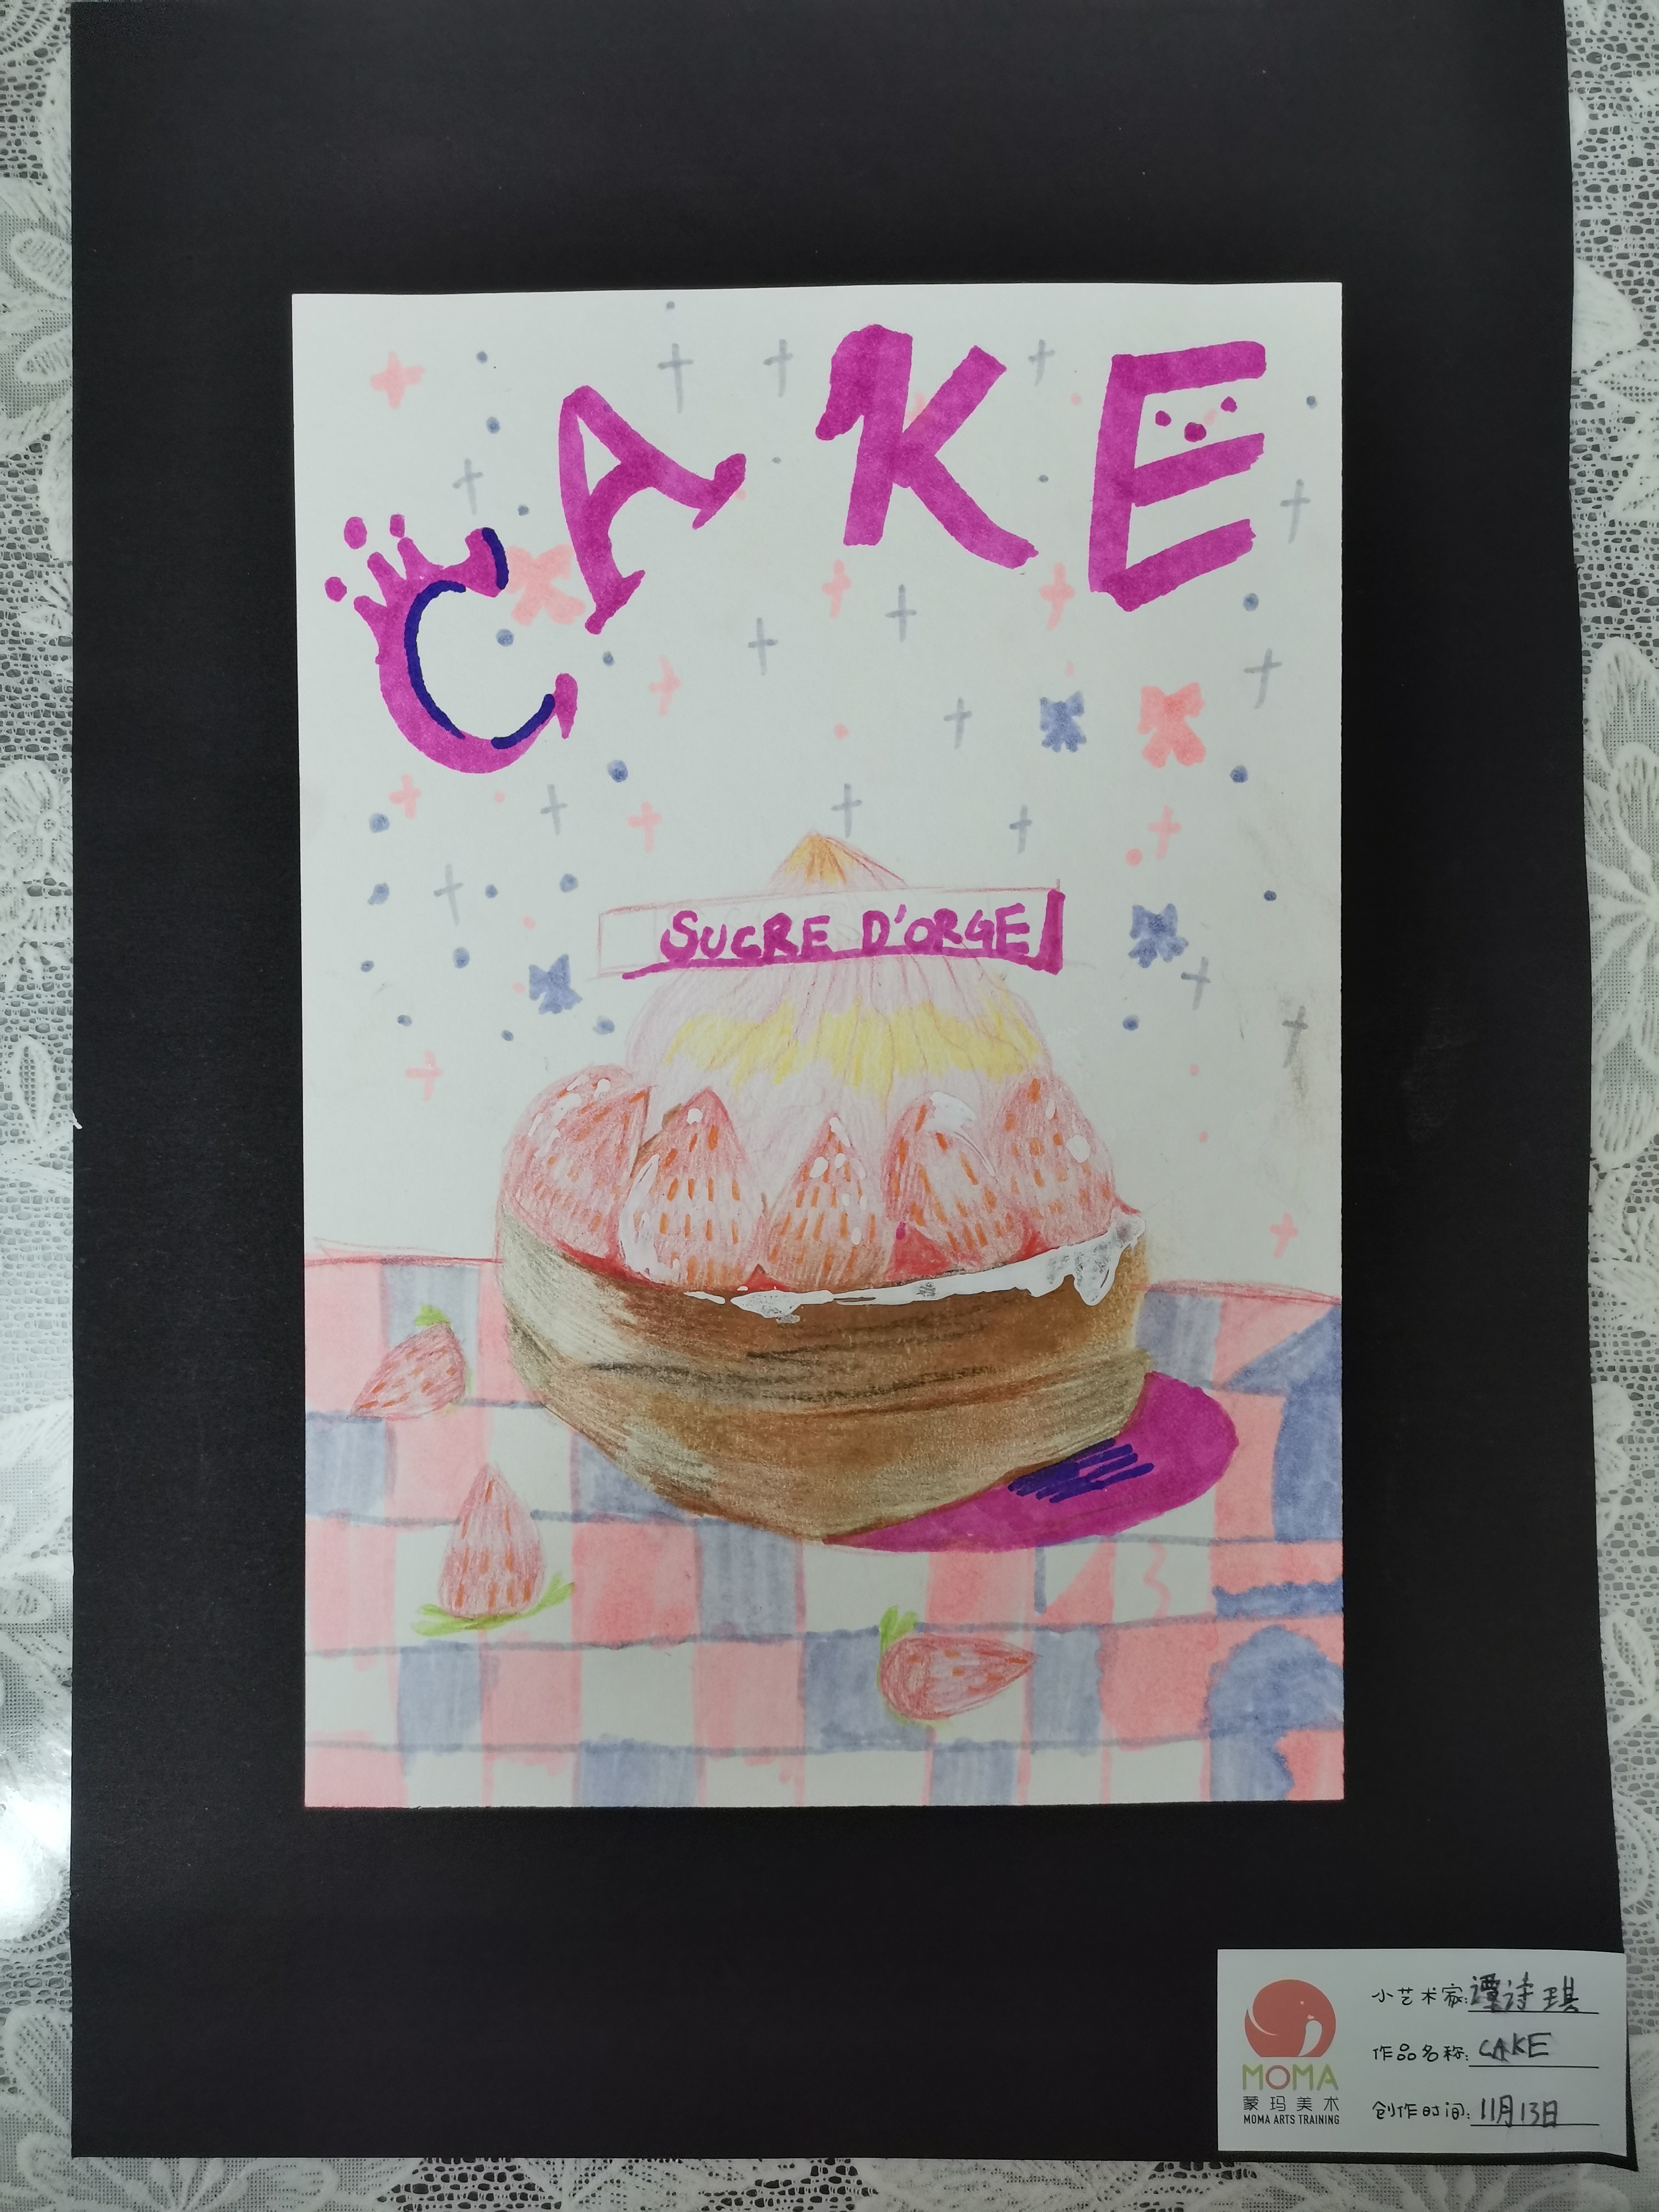 CAKE
SUCRE D'ORGE
小艺术家:谭诗琪
作品名称:CAKE
创作时间:11月13日
MOMA
蒙玛美术
MOMA ARTS TRAINING